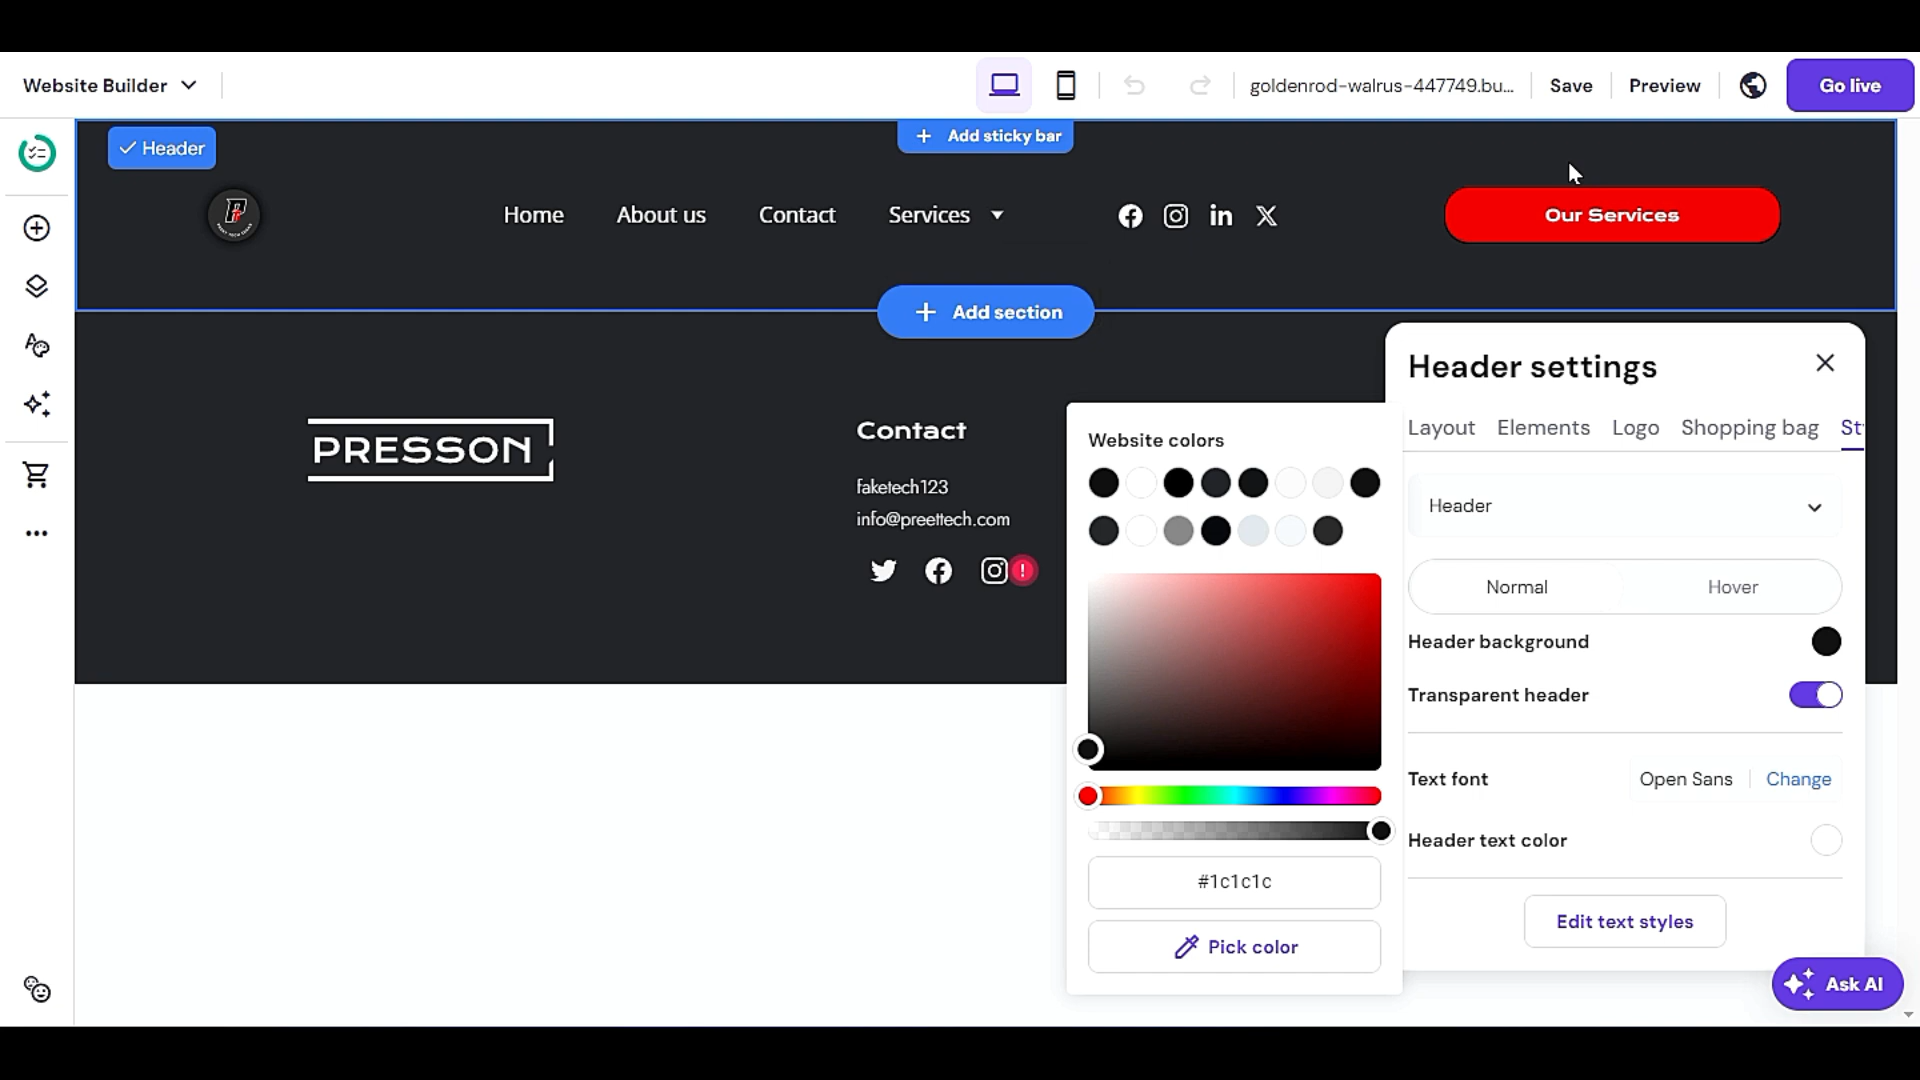 Website Builder
goldenrod-walrus-447749.bu...
Save
Preview
Go live
Header
Add sticky bar
Home
About us
Contact
Services
Our Services
Add section
PRESSON
Contact
faketech123
info@preettech.com
Website colors
#1c1c1c
Pick color
Header settings
Layout
Elements
Logo
Shopping bag
St
Header
Normal
Hover
Header background
Transparent header
Text font
Open Sans
Change
Header text color
Edit text styles
Ask AI